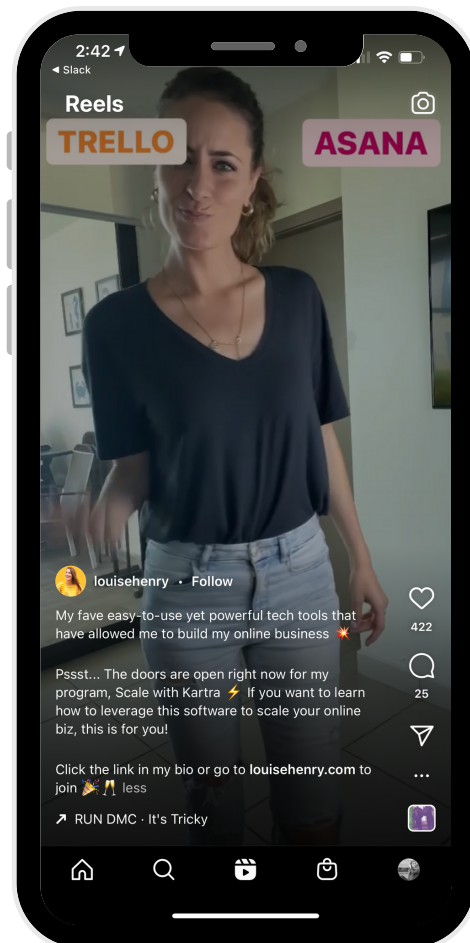 2:42
◀ Slack
Reels
TRELLO
ASANA
louisehenry · Follow
My fave easy-to-use yet powerful tech tools that
have allowed me to build my online business 💥
Pssst... The doors are open right now for my
program, Scale with Kartra ⚡ If you want to learn
how to leverage this software to scale your online
biz, this is for you!
Click the link in my bio or go to louisehenry.com to
join 🎉🥂 less
RUN DMC · It's Tricky
422
25